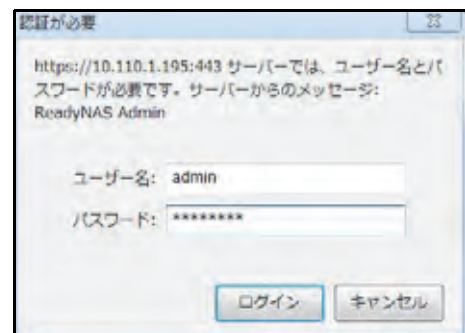 認証が必要
https://10.110.1.195:443 サーバーでは、ユーザー名とパ
スワードが必要です。サーバーからのメッセージ:
ReadyNAS Admin
ユーザー名: admin
パスワード: ********
ログイン
キャンセル